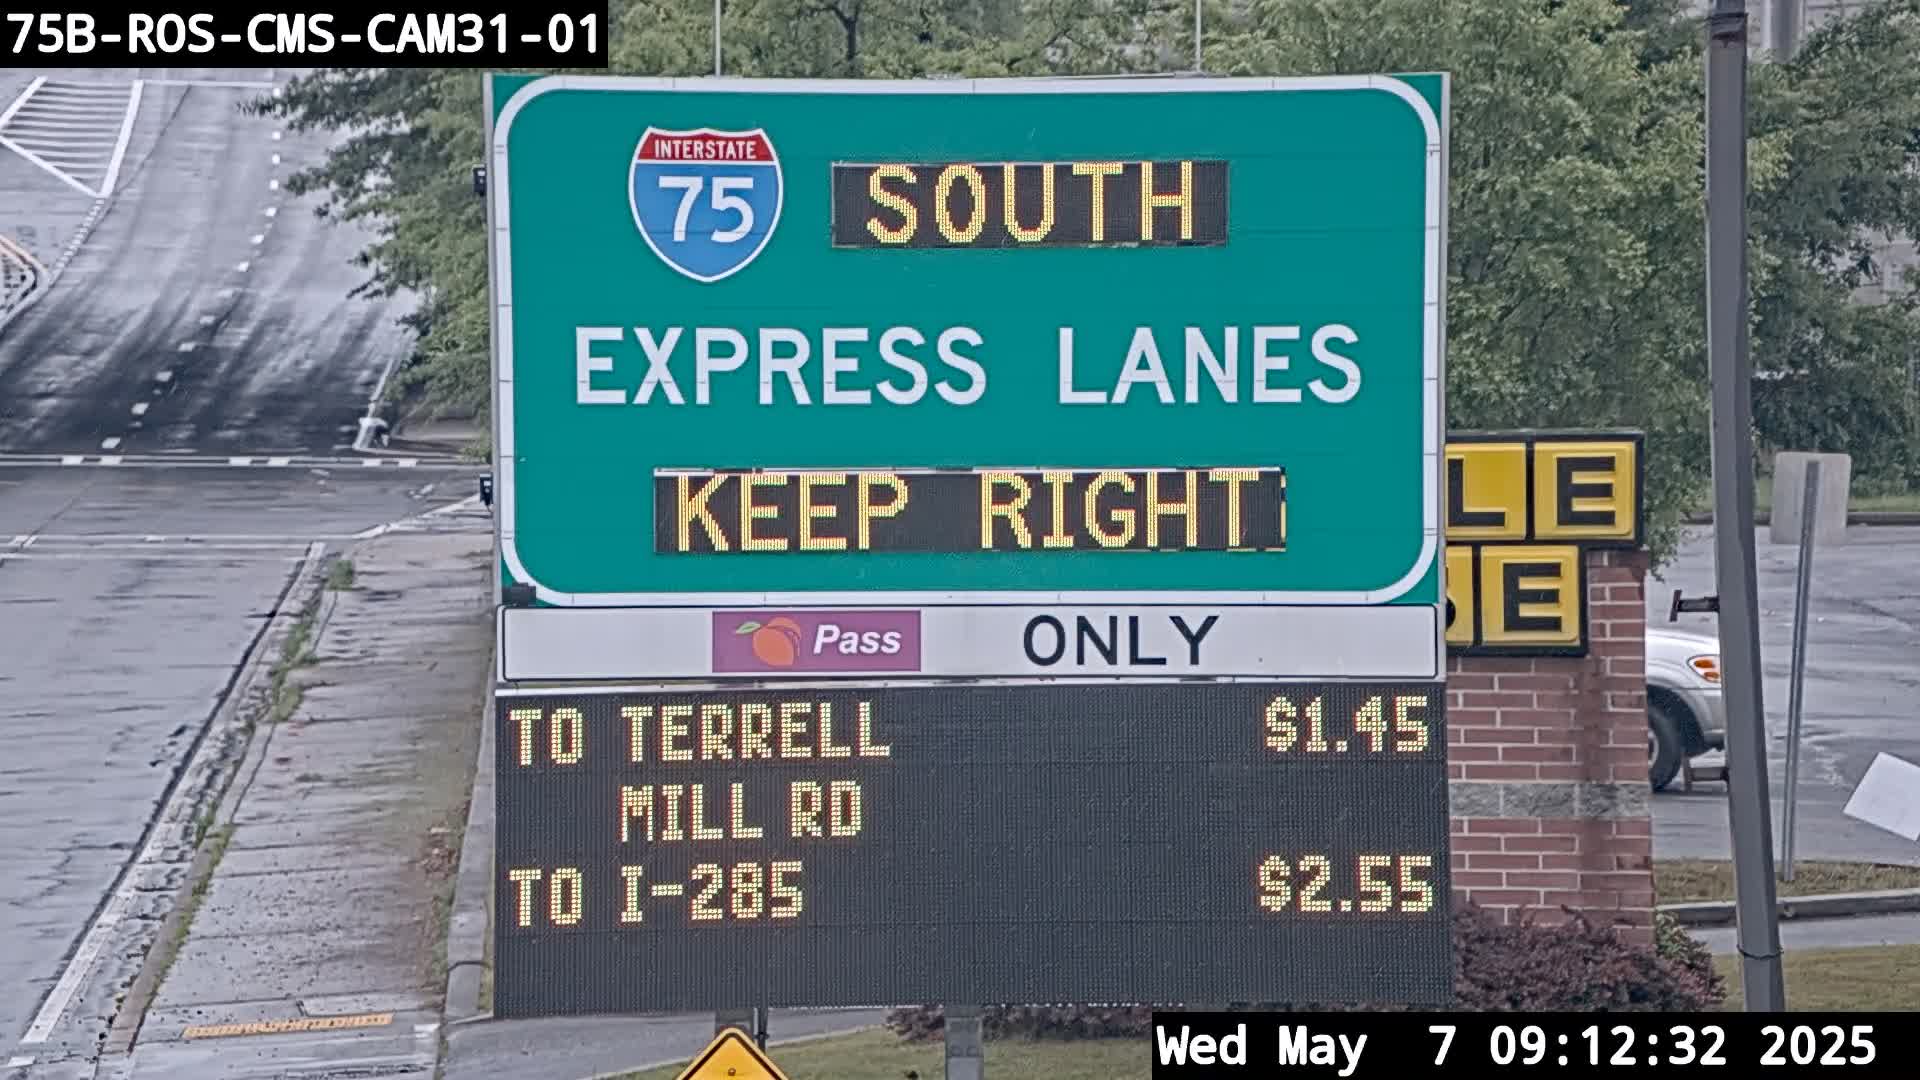 75B-ROS-CMS-CAM31-01
INTERSTATE
75
SOUTH
EXPRESS LANES
KEEP RIGHT
LE
E
Pass ONLY
TO TERRELL $1.45
MILL RD
TO I-285 $2.55
Wed May 7 09:12:32 2025